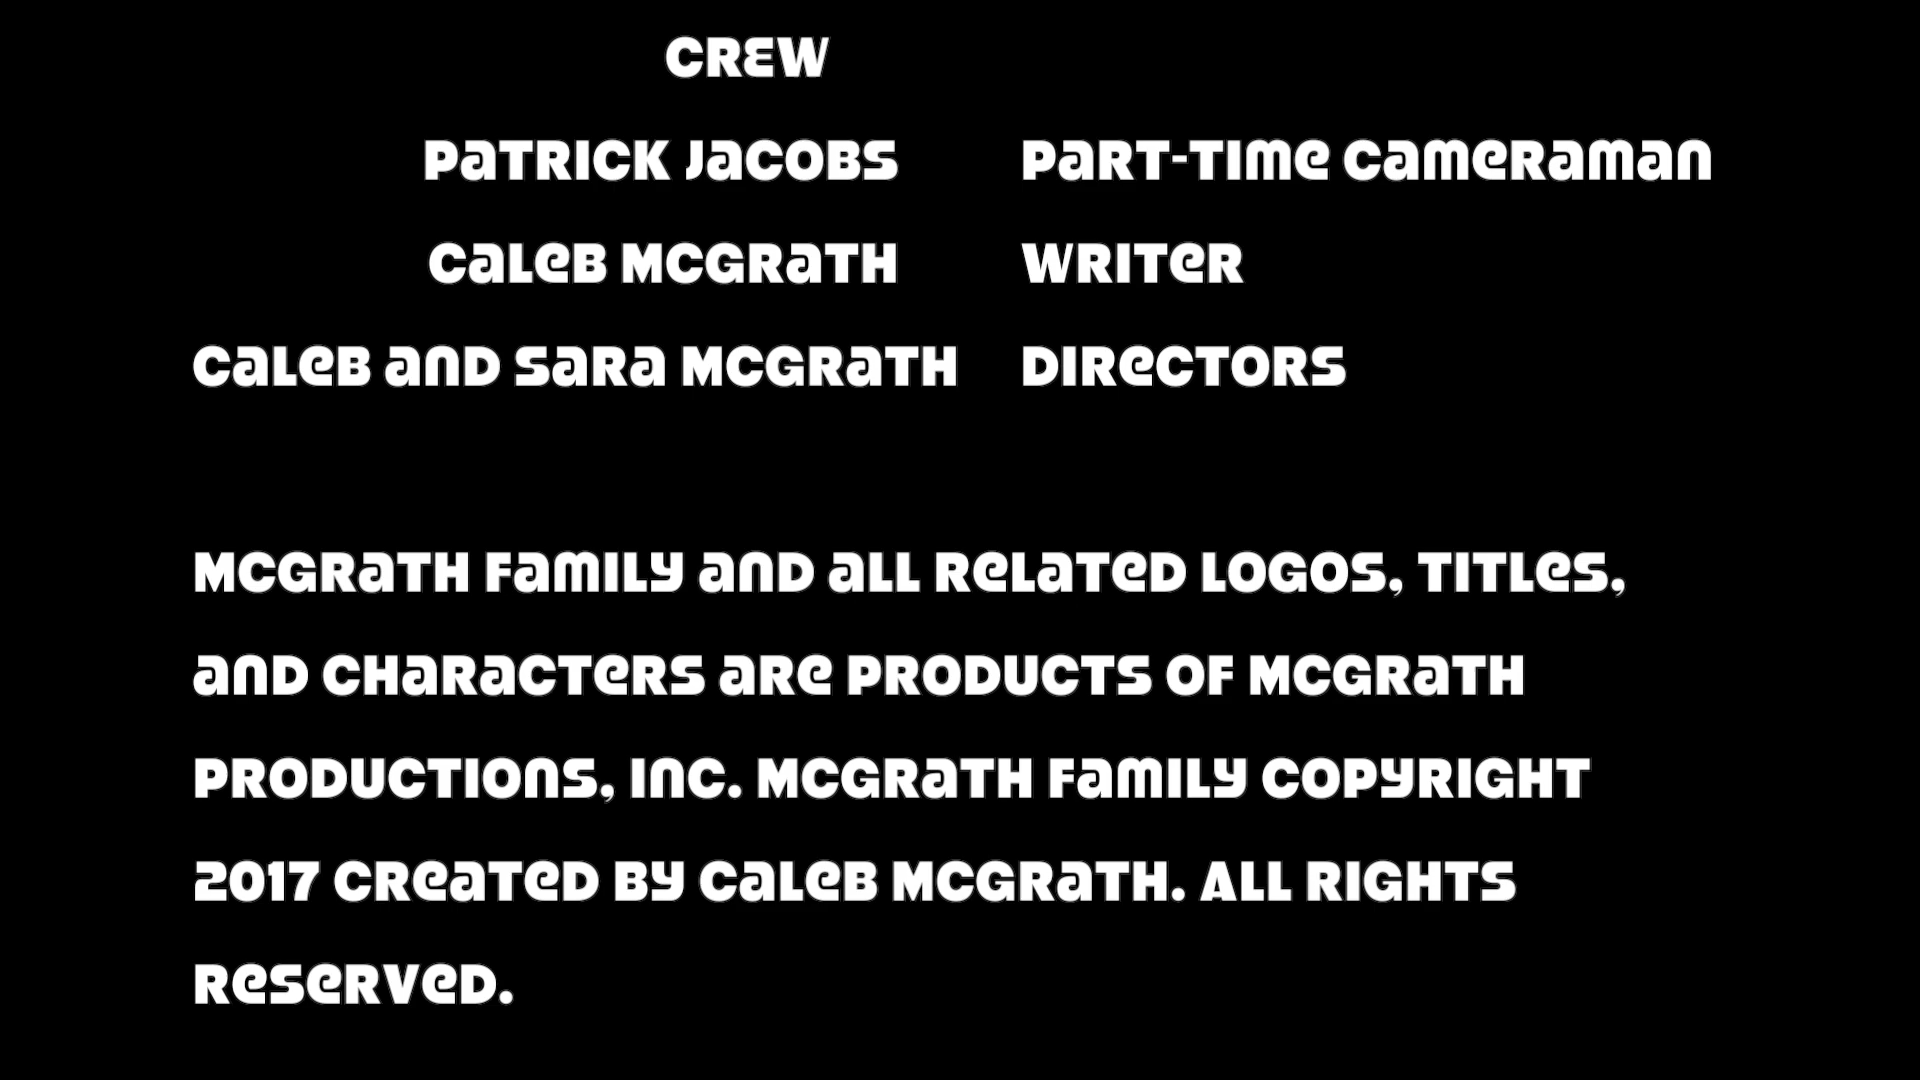 CREW
PATRICK JACOBS PART-TIME CAMERAMAN
CALEB MCGRATH WRITER
CALEB AND SARA MCGRATH DIRECTORS
MCGRATH FAMILY AND ALL RELATED LOGOS, TITLES,
AND CHARACTERS ARE PRODUCTS OF MCGRATH
PRODUCTIONS, INC. MCGRATH FAMILY COPYRIGHT
2017 CREATED BY CALEB MCGRATH. ALL RIGHTS
RESERVED.